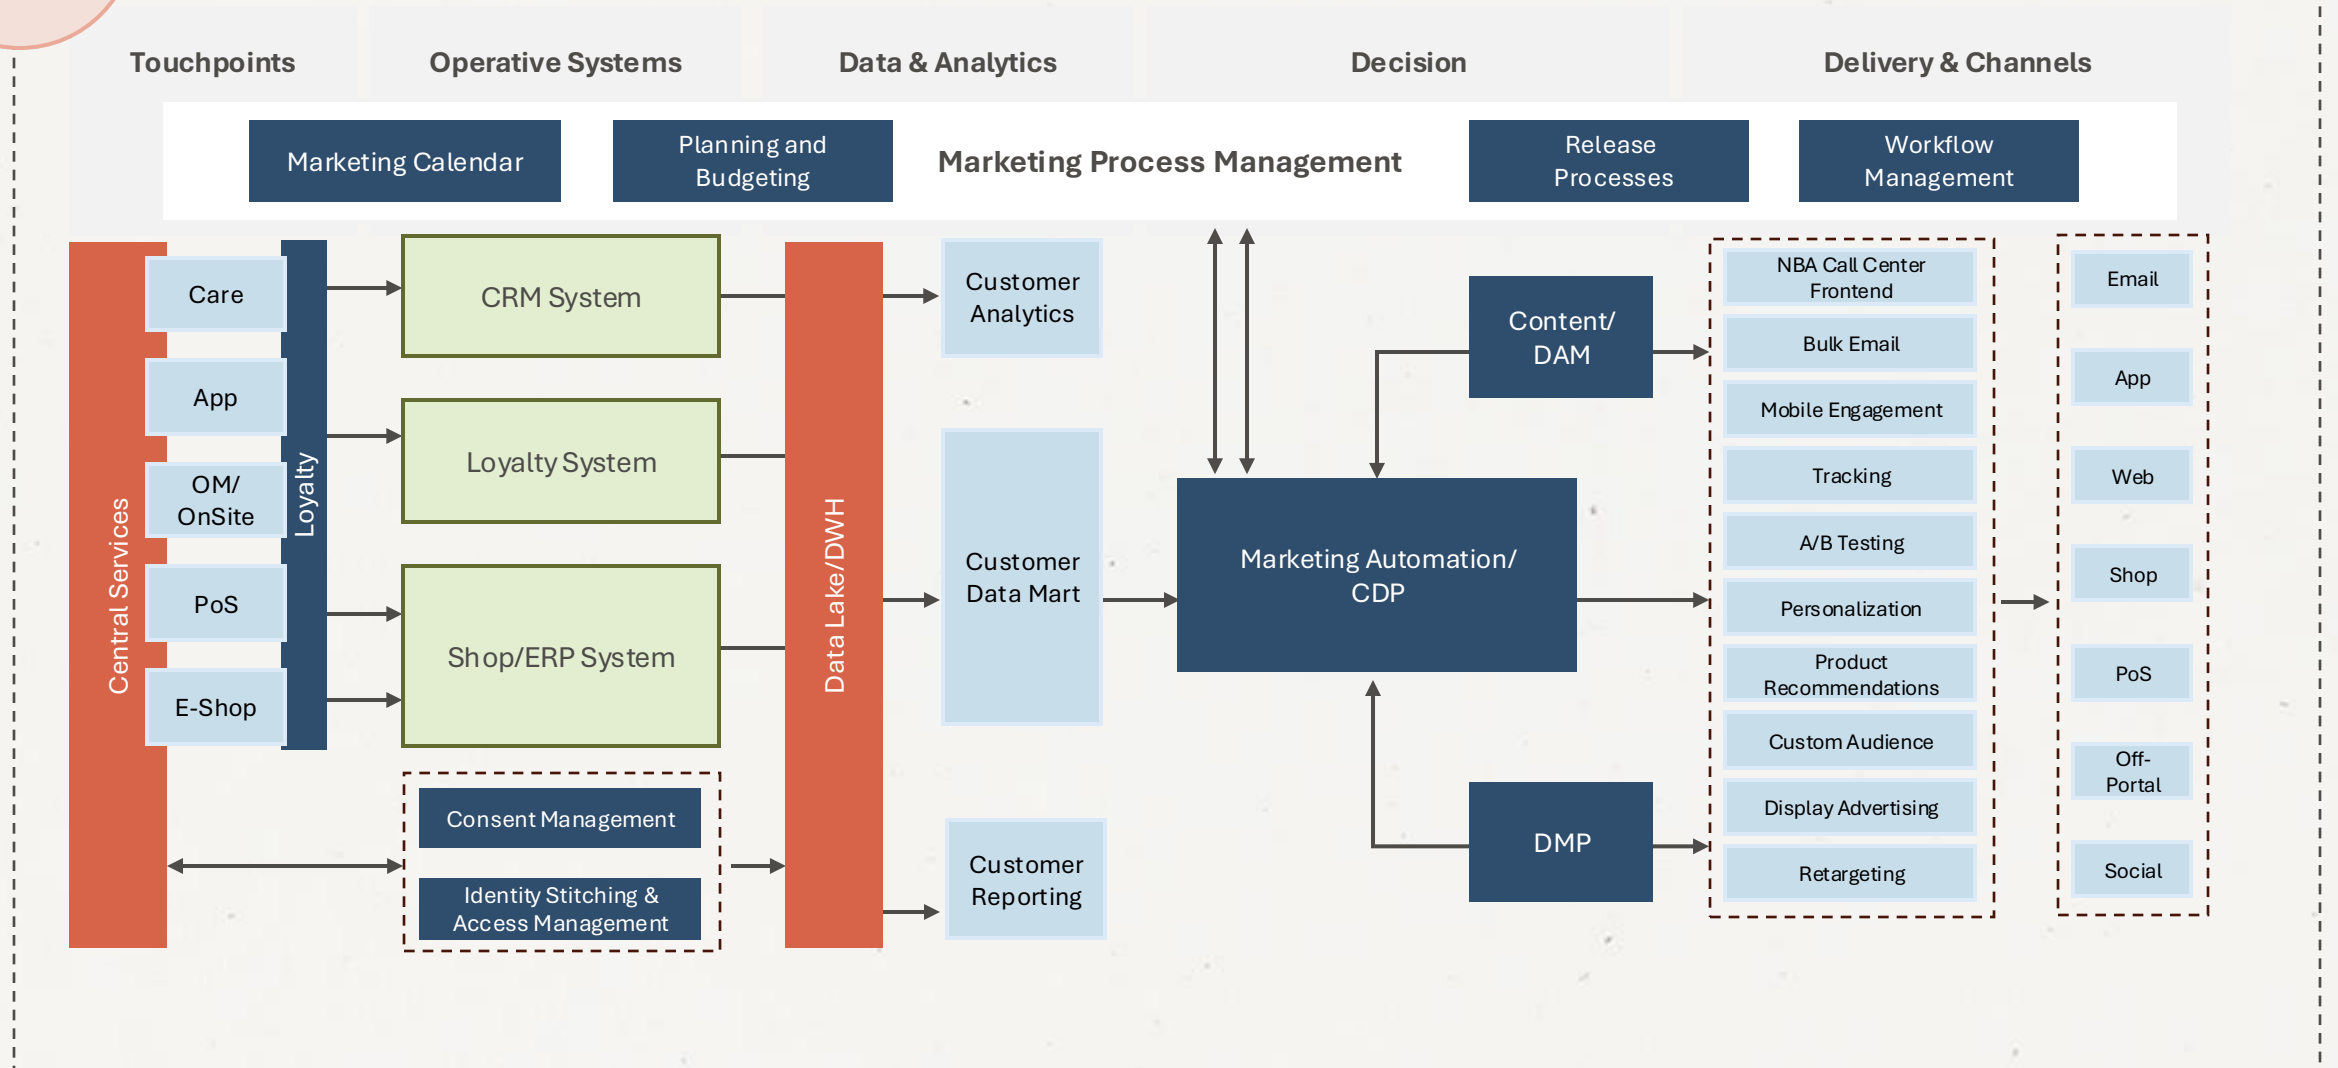 Touchpoints
Operative Systems
Data & Analytics
Decision
Delivery & Channels
Marketing Calendar
Planning and
Budgeting
Marketing Process Management
Release
Processes
Workflow
Management
Central Services
Care
App
OM/
OnSite
PoS
E-Shop
Loyalty
CRM System
Loyalty System
Shop/ERP System
Consent Management
Identity Stitching &
Access Management
Data Lake/DWH
Customer
Analytics
Customer
Data Mart
Customer
Reporting
Marketing Automation/
CDP
Content/
DAM
DMP
NBA Call Center
Frontend
Bulk Email
Mobile Engagement
Tracking
A/B Testing
Personalization
Product
Recommendations
Custom Audience
Display Advertising
Retargeting
Email
App
Web
Shop
PoS
Off-
Portal
Social